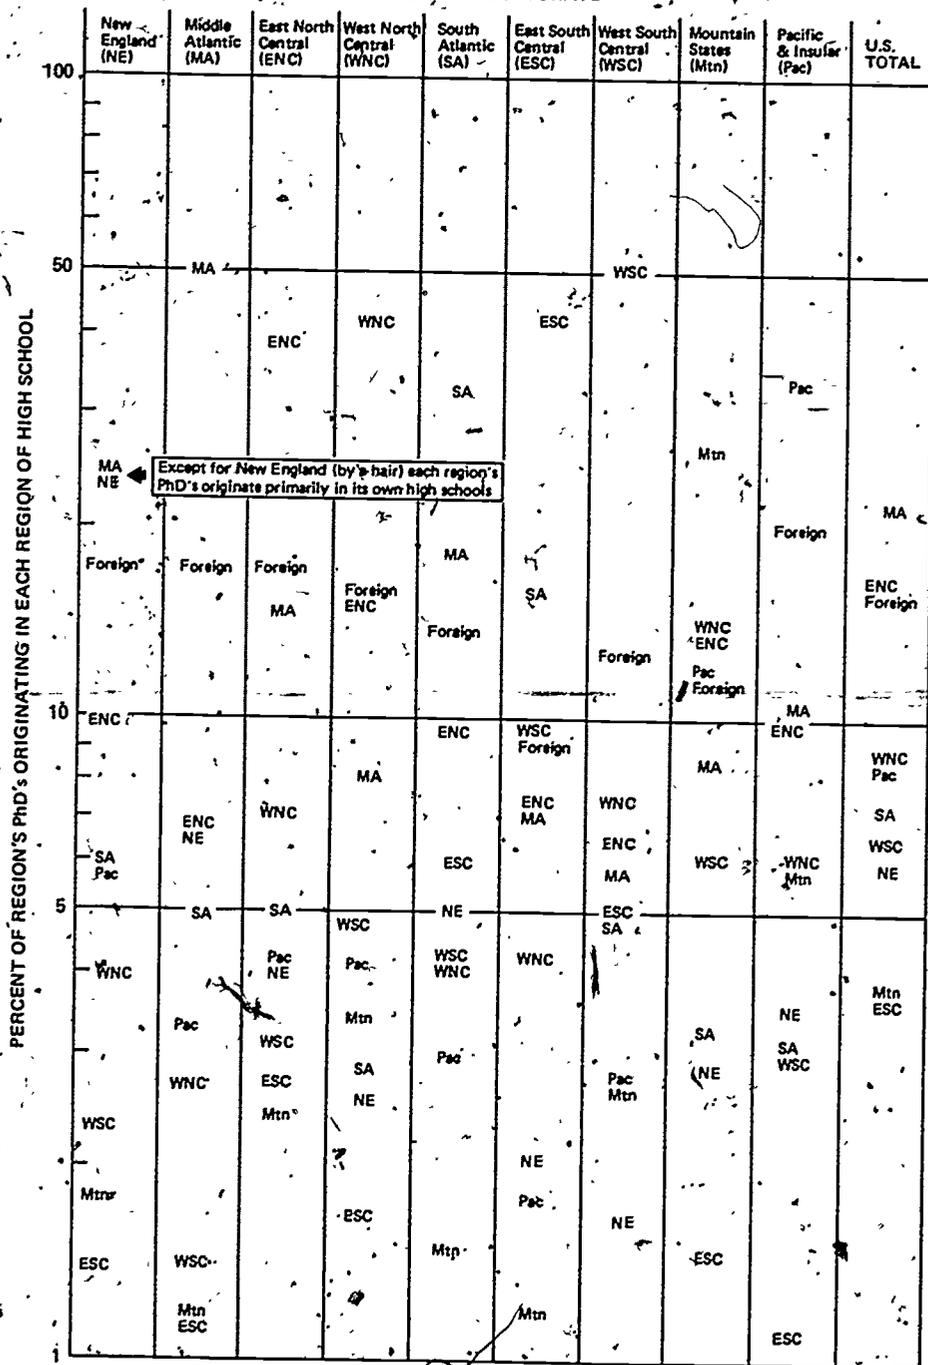 New
England
(NE)
Middle
Atlantic
(MA)
East North
Central
(ENC)
West North
Central
(WNC)
South
Atlantic
(SA)
East South
Central
(ESC)
West South
Central
(WSC)
Mountain
States
(Mtn)
Pacific
& Insular
(Pac)
U.S.
TOTAL
PERCENT OF REGION'S PhD's ORIGINATING IN EACH REGION OF HIGH SCHOOL
100
50
10
5
1
MA
NE
Except for New England (by a hair) each region's
PhD's originate primarily in its own high schools
Foreign
ENC
SA
Pac
WNC
WSC
Mtn
ESC
MA
Foreign
ENC
NE
SA
Pac
WNC
WSC
Mtn
ESC
ENC
Foreign
MA
WNC
SA
Pac
NE
WSC
ESC
Mtn
WNC
Foreign
ENC
MA
WSC
Pac
Mtn
SA
NE
ESC
SA
MA
Foreign
ENC
ESC
NE
WSC
WNC
Pac
Mtn
ESC
SA
WSC
Foreign
ENC
MA
WNC
NE
Pac
Mtn
WSC
Foreign
WNC
ENC
MA
ESC
SA
Pac
Mtn
NE
Mtn
WNC
ENC
Pac
Foreign
MA
WSC
SA
NE
ESC
Pac
Foreign
MA
ENC
WNC
Mtn
NE
SA
WSC
ESC
MA
ENC
Foreign
WNC
Pac
SA
WSC
NE
Mtn
ESC